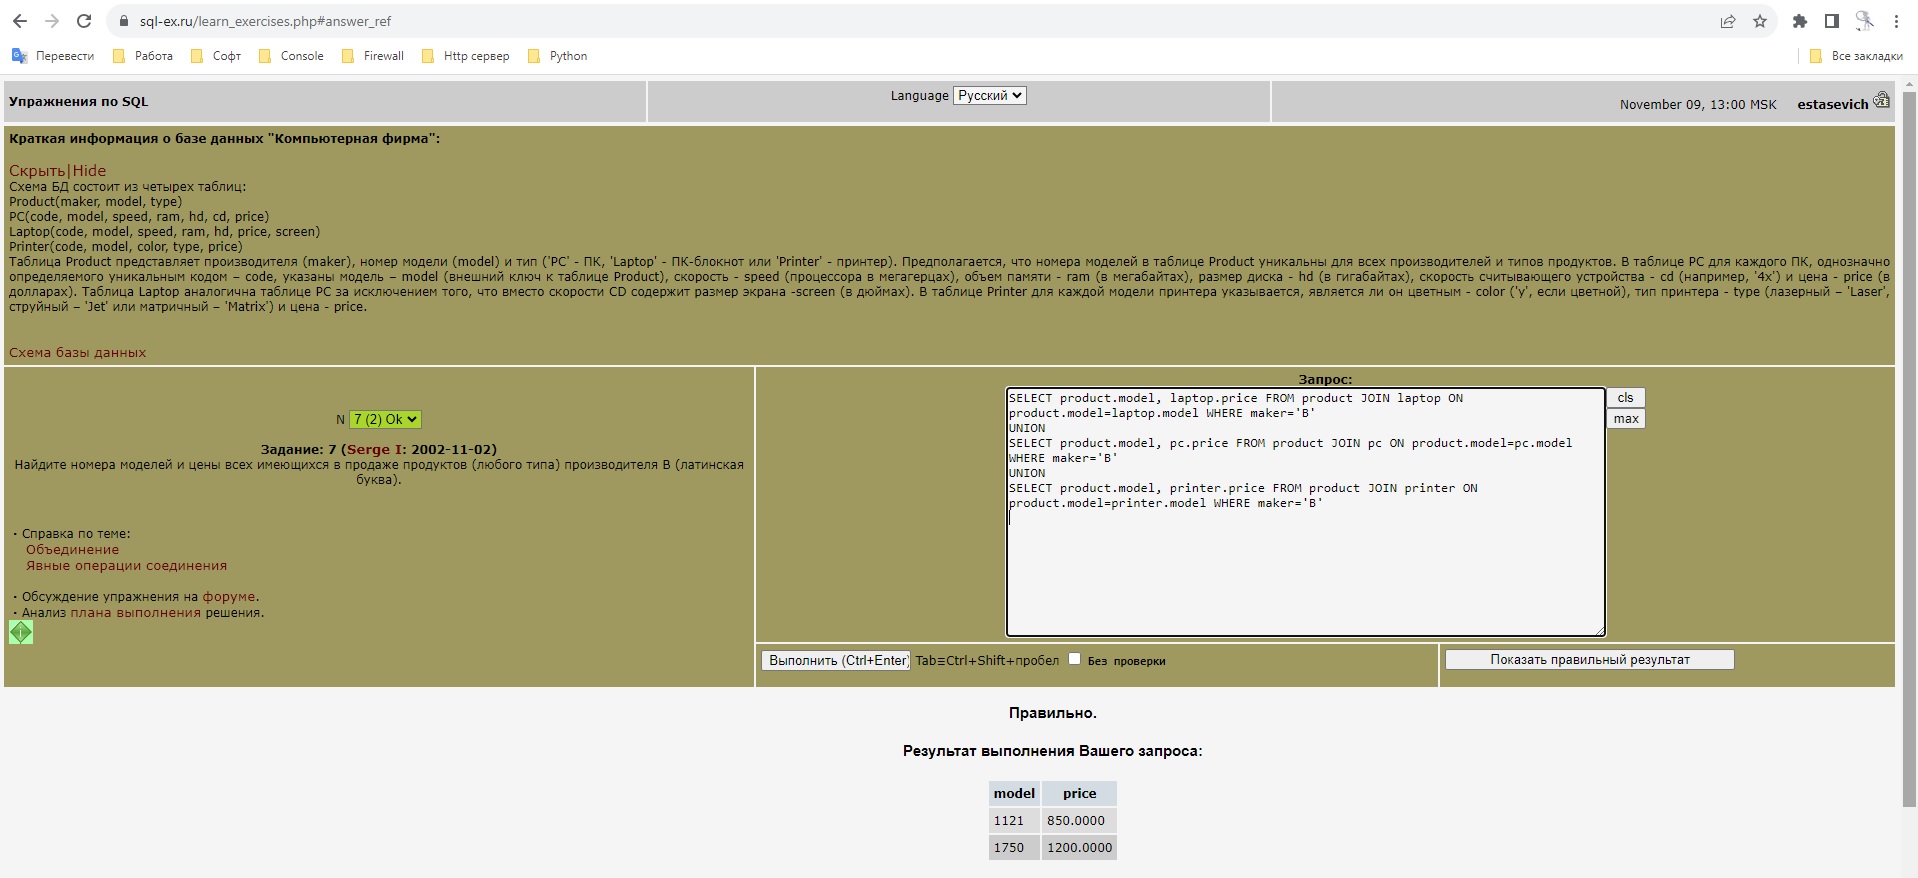 sql-ex.ru/learn_exercises.php#answer_ref
Перевести Работа Софт Console Firewall Http сервер Python Все закладки
Упражнения по SQL Language Русский November 09, 13:00 MSK estasevich
Краткая информация о базе данных "Компьютерная фирма":
Скрыть|Hide
Схема БД состоит из четырех таблиц:
Product(maker, model, type)
PC(code, model, speed, ram, hd, cd, price)
Laptop(code, model, speed, ram, hd, price, screen)
Printer(code, model, color, type, price)
Таблица Product представляет производителя (maker), номер модели (model) и тип ('PC' - ПК, 'Laptop' - ПК-блокнот или 'Printer' - принтер). Предполагается, что номера моделей в таблице Product уникальны для всех производителей и типов продуктов. В таблице PC для каждого ПК, однозначно
определяемого уникальным кодом – code, указаны модель – model (внешний ключ к таблице Product), скорость - speed (процессора в мегагерцах), объем памяти - ram (в мегабайтах), размер диска - hd (в гигабайтах), скорость считывающего устройства - cd (например, '4x') и цена - price (в
долларах). Таблица Laptop аналогична таблице РС за исключением того, что вместо скорости CD содержит размер экрана -screen (в дюймах). В таблице Printer для каждой модели принтера указывается, является ли он цветным - color ('y', если цветной), тип принтера - type (лазерный – 'Laser',
струйный – 'Jet' или матричный – 'Matrix') и цена - price.
Схема базы данных
N 7 (2) Ok
Задание: 7 (Serge I: 2002-11-02)
Найдите номера моделей и цены всех имеющихся в продаже продуктов (любого типа) производителя B (латинская
буква).
· Справка по теме:
Объединение
Явные операции соединения
· Обсуждение упражнения на форуме.
· Анализ плана выполнения решения.
Запрос:
SELECT product.model, laptop.price FROM product JOIN laptop ON
product.model=laptop.model WHERE maker='B'
UNION
SELECT product.model, pc.price FROM product JOIN pc ON product.model=pc.model
WHERE maker='B'
UNION
SELECT product.model, printer.price FROM product JOIN printer ON
product.model=printer.model WHERE maker='B'
cls
max
Выполнить (Ctrl+Enter) Tab≡Ctrl+Shift+пробел Без проверки Показать правильный результат
Правильно.
Результат выполнения Вашего запроса:
model price
1121 850.0000
1750 1200.0000